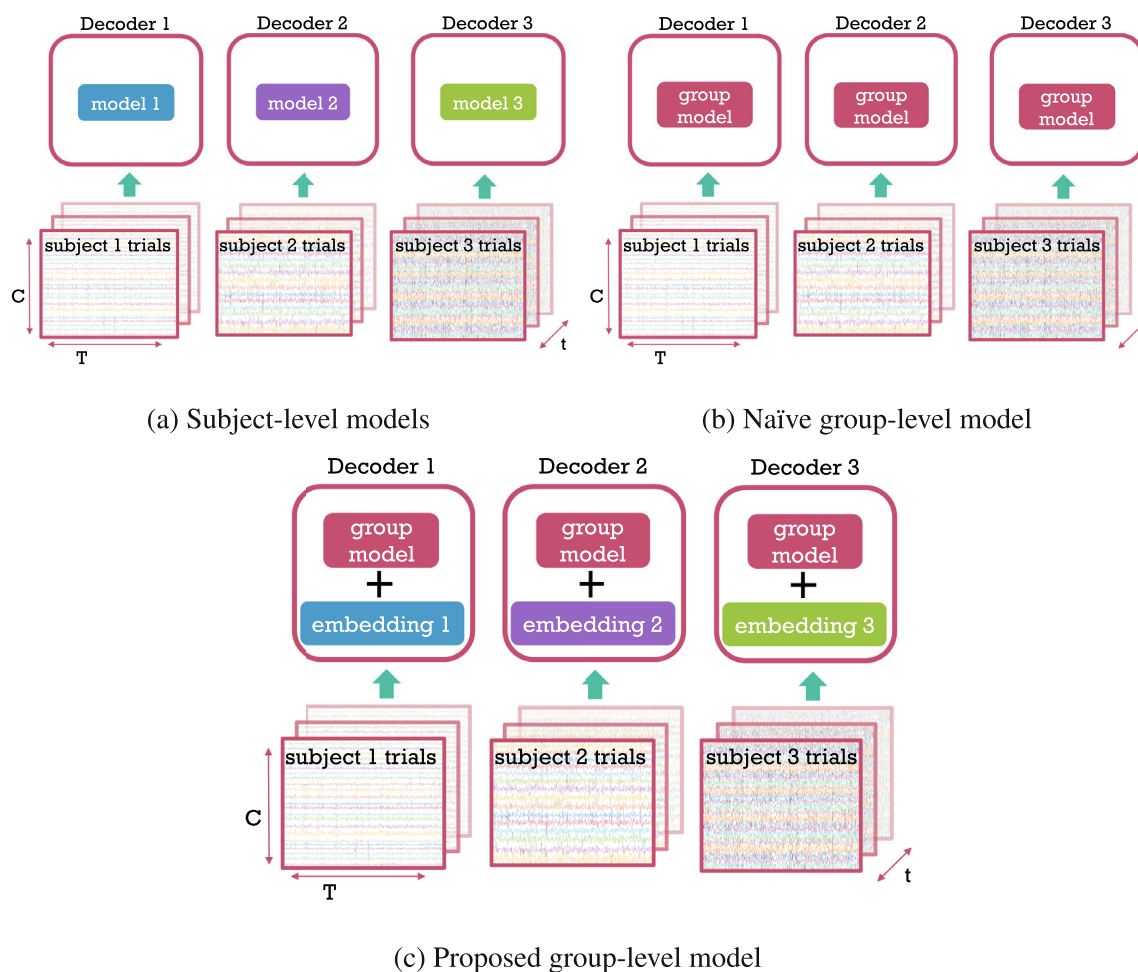 Decoder 1 Decoder 2 Decoder 3
model 1 model 2 model 3
subject 1 trials subject 2 trials subject 3 trials
C
T
t
(a) Subject-level models
Decoder 1 Decoder 2 Decoder 3
group model group model group model
subject 1 trials subject 2 trials subject 3 trials
C
T
(b) Naïve group-level model
Decoder 1 Decoder 2 Decoder 3
group model group model group model
+ + +
embedding 1 embedding 2 embedding 3
subject 1 trials subject 2 trials subject 3 trials
C
T
t
(c) Proposed group-level model